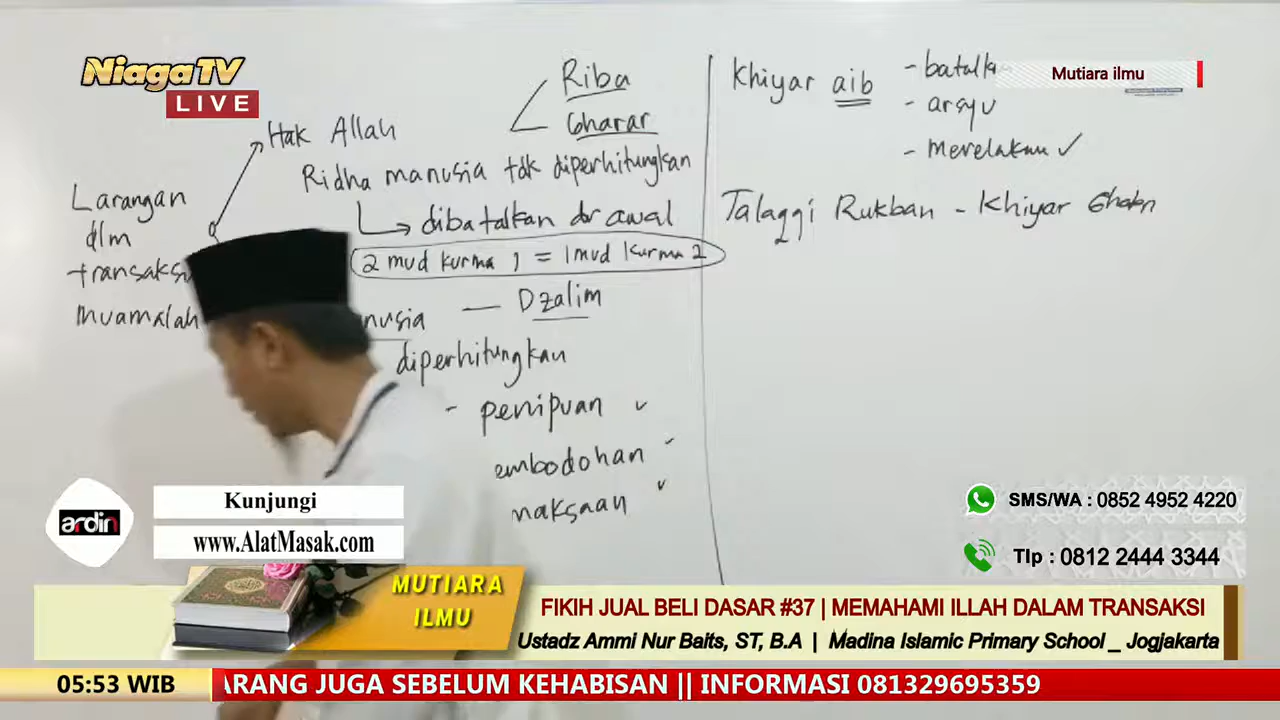 NiagaTV
LIVE
Mutiara ilmu
Larangan
dlm
transaksi
muamalah
Hak Allah
Riba
Gharar
Ridha manusia tdk diperhitungkan
dibatalkan dr awal
2 mud kurma 1 = 1 mud kurma 2
nusia — Dzalim
diperhitungkan
- penipuan ✓
embodohan ✓
maksaan ✓
Khiyar aib
- batalk
- arsyu
- merelakan ✓
Talaqqi Rukban - Khiyar Ghabn
ardin
Kunjungi
www.AlatMasak.com
SMS/WA : 0852 4952 4220
Tlp : 0812 2444 3344
MUTIARA
ILMU
FIKIH JUAL BELI DASAR #37 | MEMAHAMI ILLAH DALAM TRANSAKSI
Ustadz Ammi Nur Baits, ST, B.A | Madina Islamic Primary School _ Jogjakarta
05:53 WIB
ARANG JUGA SEBELUM KEHABISAN || INFORMASI 081329695359